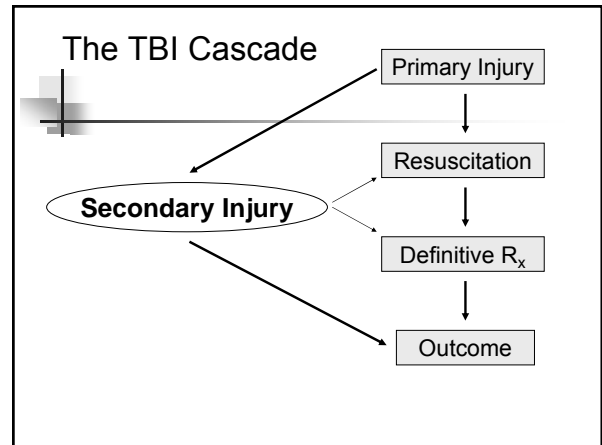 The TBI Cascade
Primary Injury
Resuscitation
Secondary Injury
Definitive Rx
Outcome